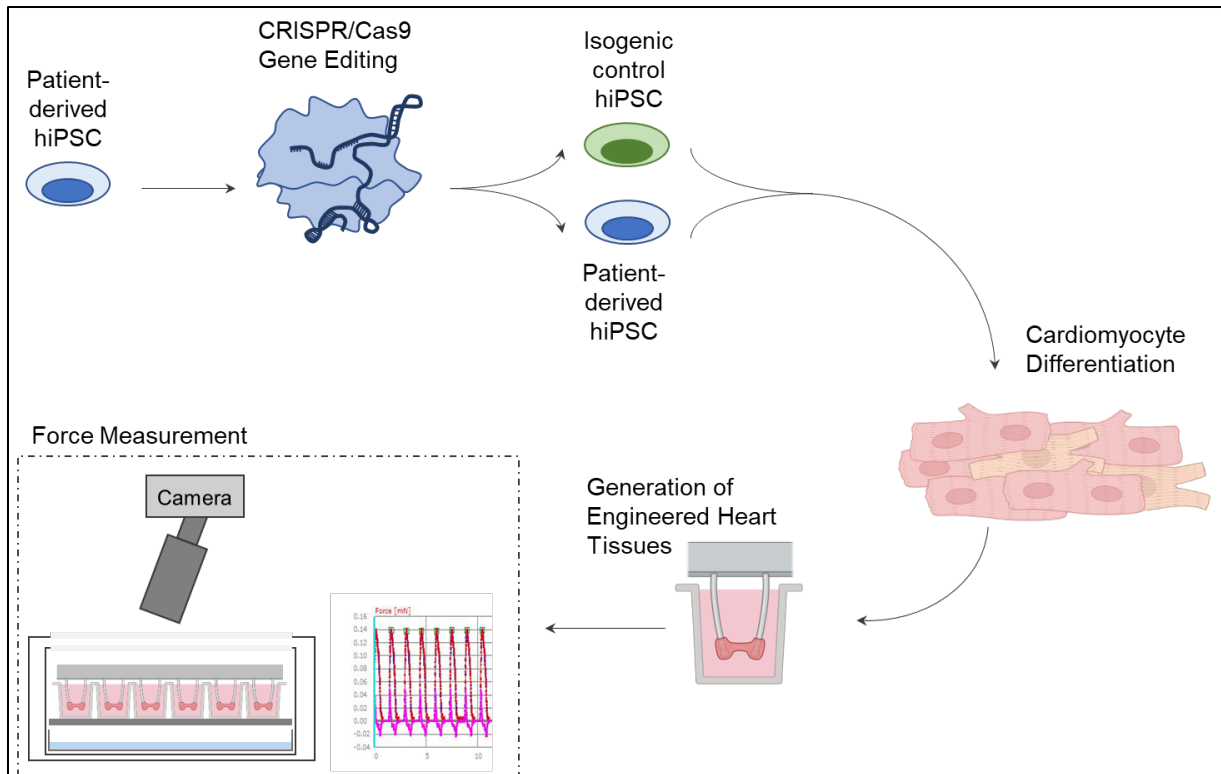 Patient-
derived
hiPSC
CRISPR/Cas9
Gene Editing
Isogenic
control
hiPSC
Patient-
derived
hiPSC
Cardiomyocyte
Differentiation
Generation of
Engineered Heart
Tissues
Force Measurement
Camera
Force [mN]
0.16
0.14
0.12
0.10
0.08
0.06
0.04
0.02
0.00
-0.02
-0.04
0
5
10